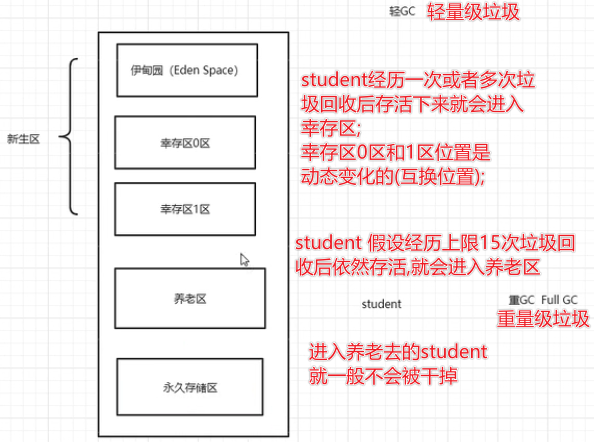 轻GC 轻量级垃圾
伊甸园（Eden Space）
student经历一次或者多次垃
圾回收后存活下来就会进入
幸存区;
幸存区0区和1区位置是
动态变化的(互换位置);
新生区
幸存区0区
幸存区1区
student 假设经历上限15次垃圾回
收后依然存活,就会进入养老区
养老区
student
重GC Full GC
重量级垃圾
进入养老去的student
就一般不会被干掉
永久存储区